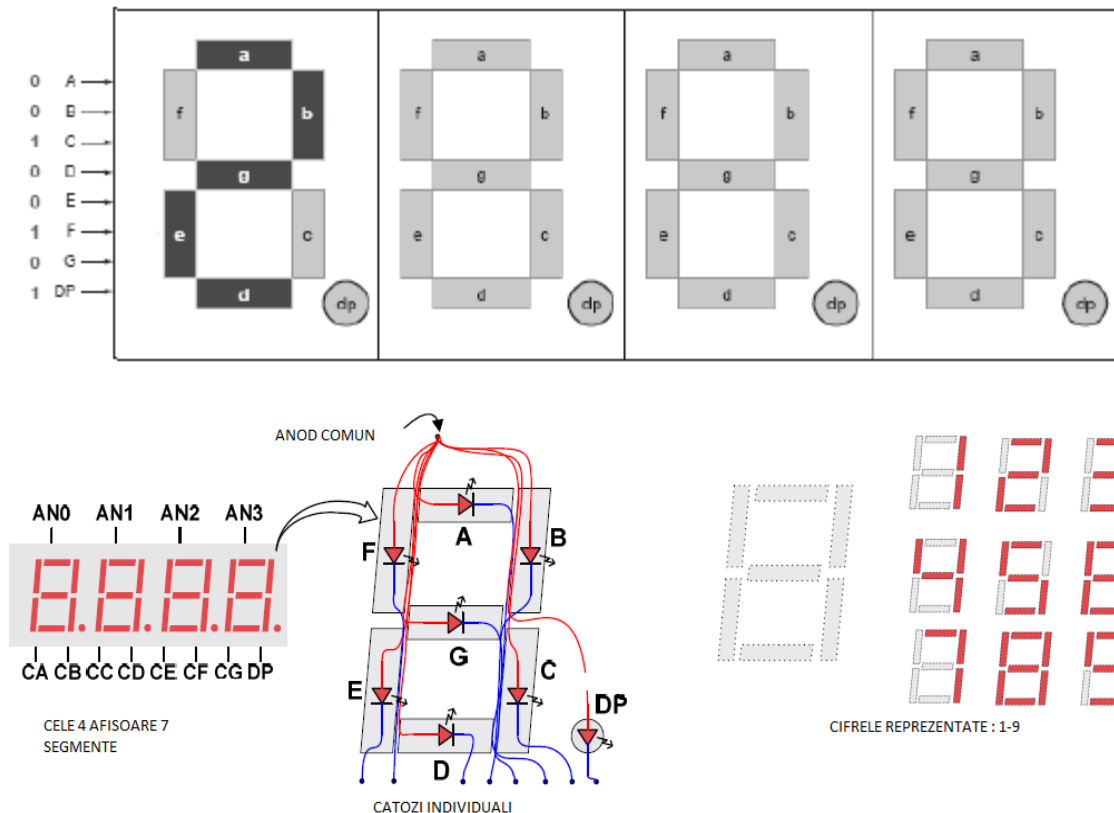 a a a a
0 A
0 B
f b f b f b f b
1 C
0 D
g g g g
0 E
1 F
e c e c e c e c
0 G
1 DP
d d d d
dp dp dp dp
ANOD COMUN
AN0 AN1 AN2 AN3
A
F B
G
CA CB CC CD CE CF CG DP
E C
DP
D
CELE 4 AFISOARE 7
SEGMENTE
CATOZI INDIVIDUALI
CIFRELE REPREZENTATE : 1-9